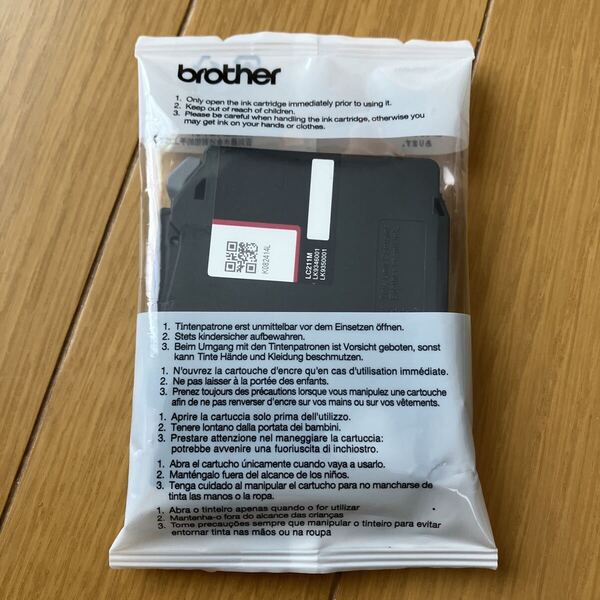 brother
1. Only open the ink cartridge immediately prior to using it.
2. Keep out of reach of children.
3. Please be careful when handling the ink cartridge, otherwise you
may get ink on your hands or clothes.
K082414L
LC211M
LK9346001
LK9350001
1. Tintenpatrone erst unmittelbar vor dem Einsetzen öffnen.
2. Stets kindersicher aufbewahren.
3. Beim Umgang mit den Tintenpatronen ist Vorsicht geboten, sonst
kann Tinte Hände und Kleidung beschmutzen.
1. N'ouvrez la cartouche d'encre qu'en cas d'utilisation immédiate.
2. Ne pas laisser à la portée des enfants.
3. Prenez toujours des précautions lorsque vous manipulez une cartouche
afin de ne pas renverser d'encre sur vos mains ou sur vos vêtements.
1. Aprire la cartuccia solo prima dell'utilizzo.
2. Tenere lontano dalla portata dei bambini.
3. Prestare attenzione nel maneggiare la cartuccia:
potrebbe avvenire una fuoriuscita di inchiostro.
1. Abra el cartucho únicamente cuando vaya a usarlo.
2. Manténgalo fuera del alcance de los niños.
3. Tenga cuidado al manipular el cartucho para no mancharse de
tinta las manos o la ropa.
1. Abra o tinteiro apenas quando o for utilizar
2. Mantenha-o fora do alcance das crianças
3. Tome precauções sempre que manipular o tinteiro para evitar
entornar tinta nas mãos ou na roupa